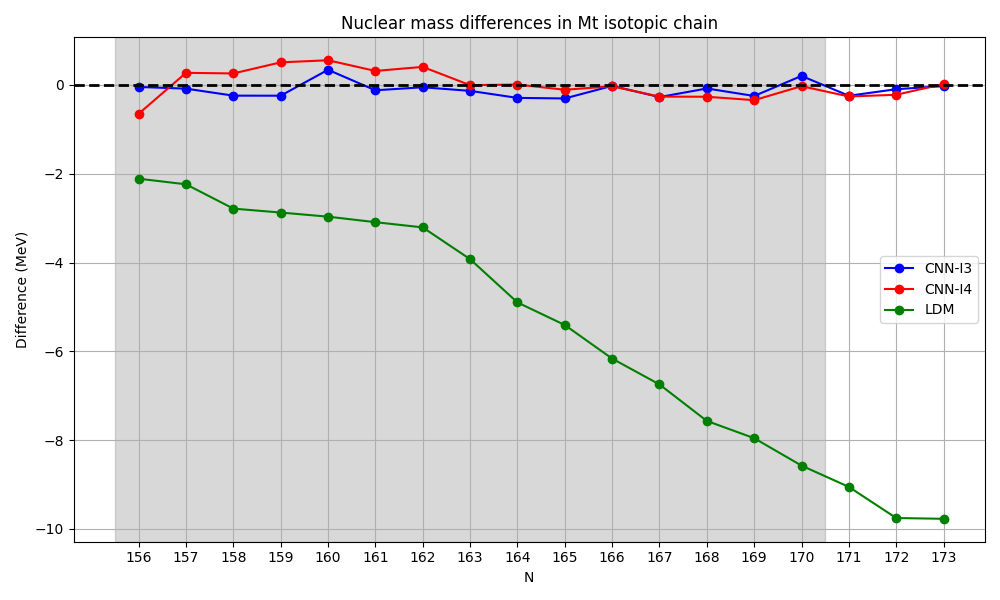 Nuclear mass differences in Mt isotopic chain
Difference (MeV)
0
−2
−4
−6
−8
−10
CNN-I3
CNN-I4
LDM
156 157 158 159 160 161 162 163 164 165 166 167 168 169 170 171 172 173
N